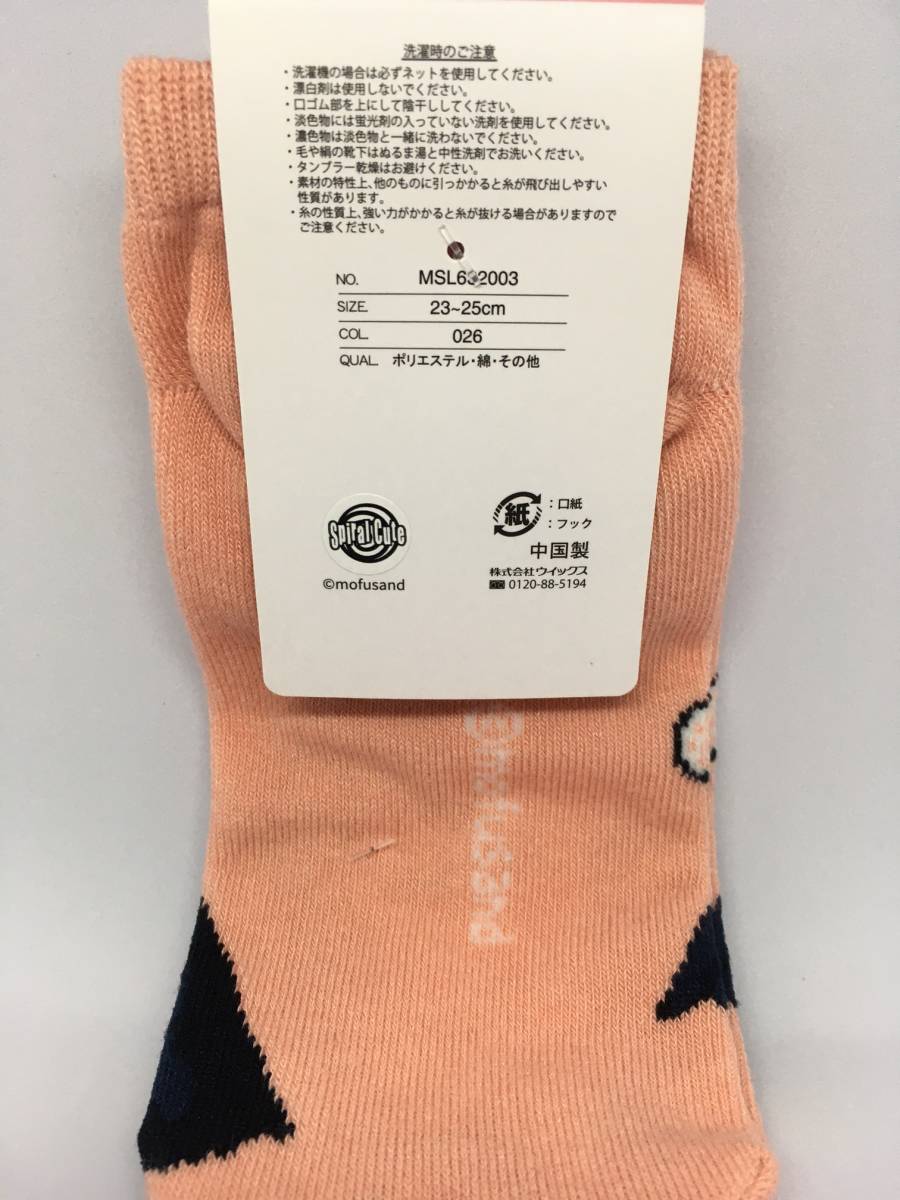 洗濯時のご注意
・洗濯機の場合は必ずネットを使用してください。
・漂白剤は使用しないでください。
・口ゴム部を上にして陰干ししてください。
・淡色物には蛍光剤の入っていない洗剤を使用してください。
・濃色物は淡色物と一緒に洗わないでください。
・毛や絹の靴下はぬるま湯と中性洗剤でお洗いください。
・タンブラー乾燥はお避けください。
・素材の特性上、他のものに引っかかると糸が飛び出しやすい
性質があります。
・糸の性質上、強い力がかかると糸が抜ける場合がありますので
ご注意ください。
NO. MSL632003
SIZE. 23~25cm
COL. 026
QUAL. ポリエステル・綿・その他
Spiral Cute
©mofusand
紙 :口紙
:フック
中国製
株式会社ウイックス
0120-88-5194
©mofusand